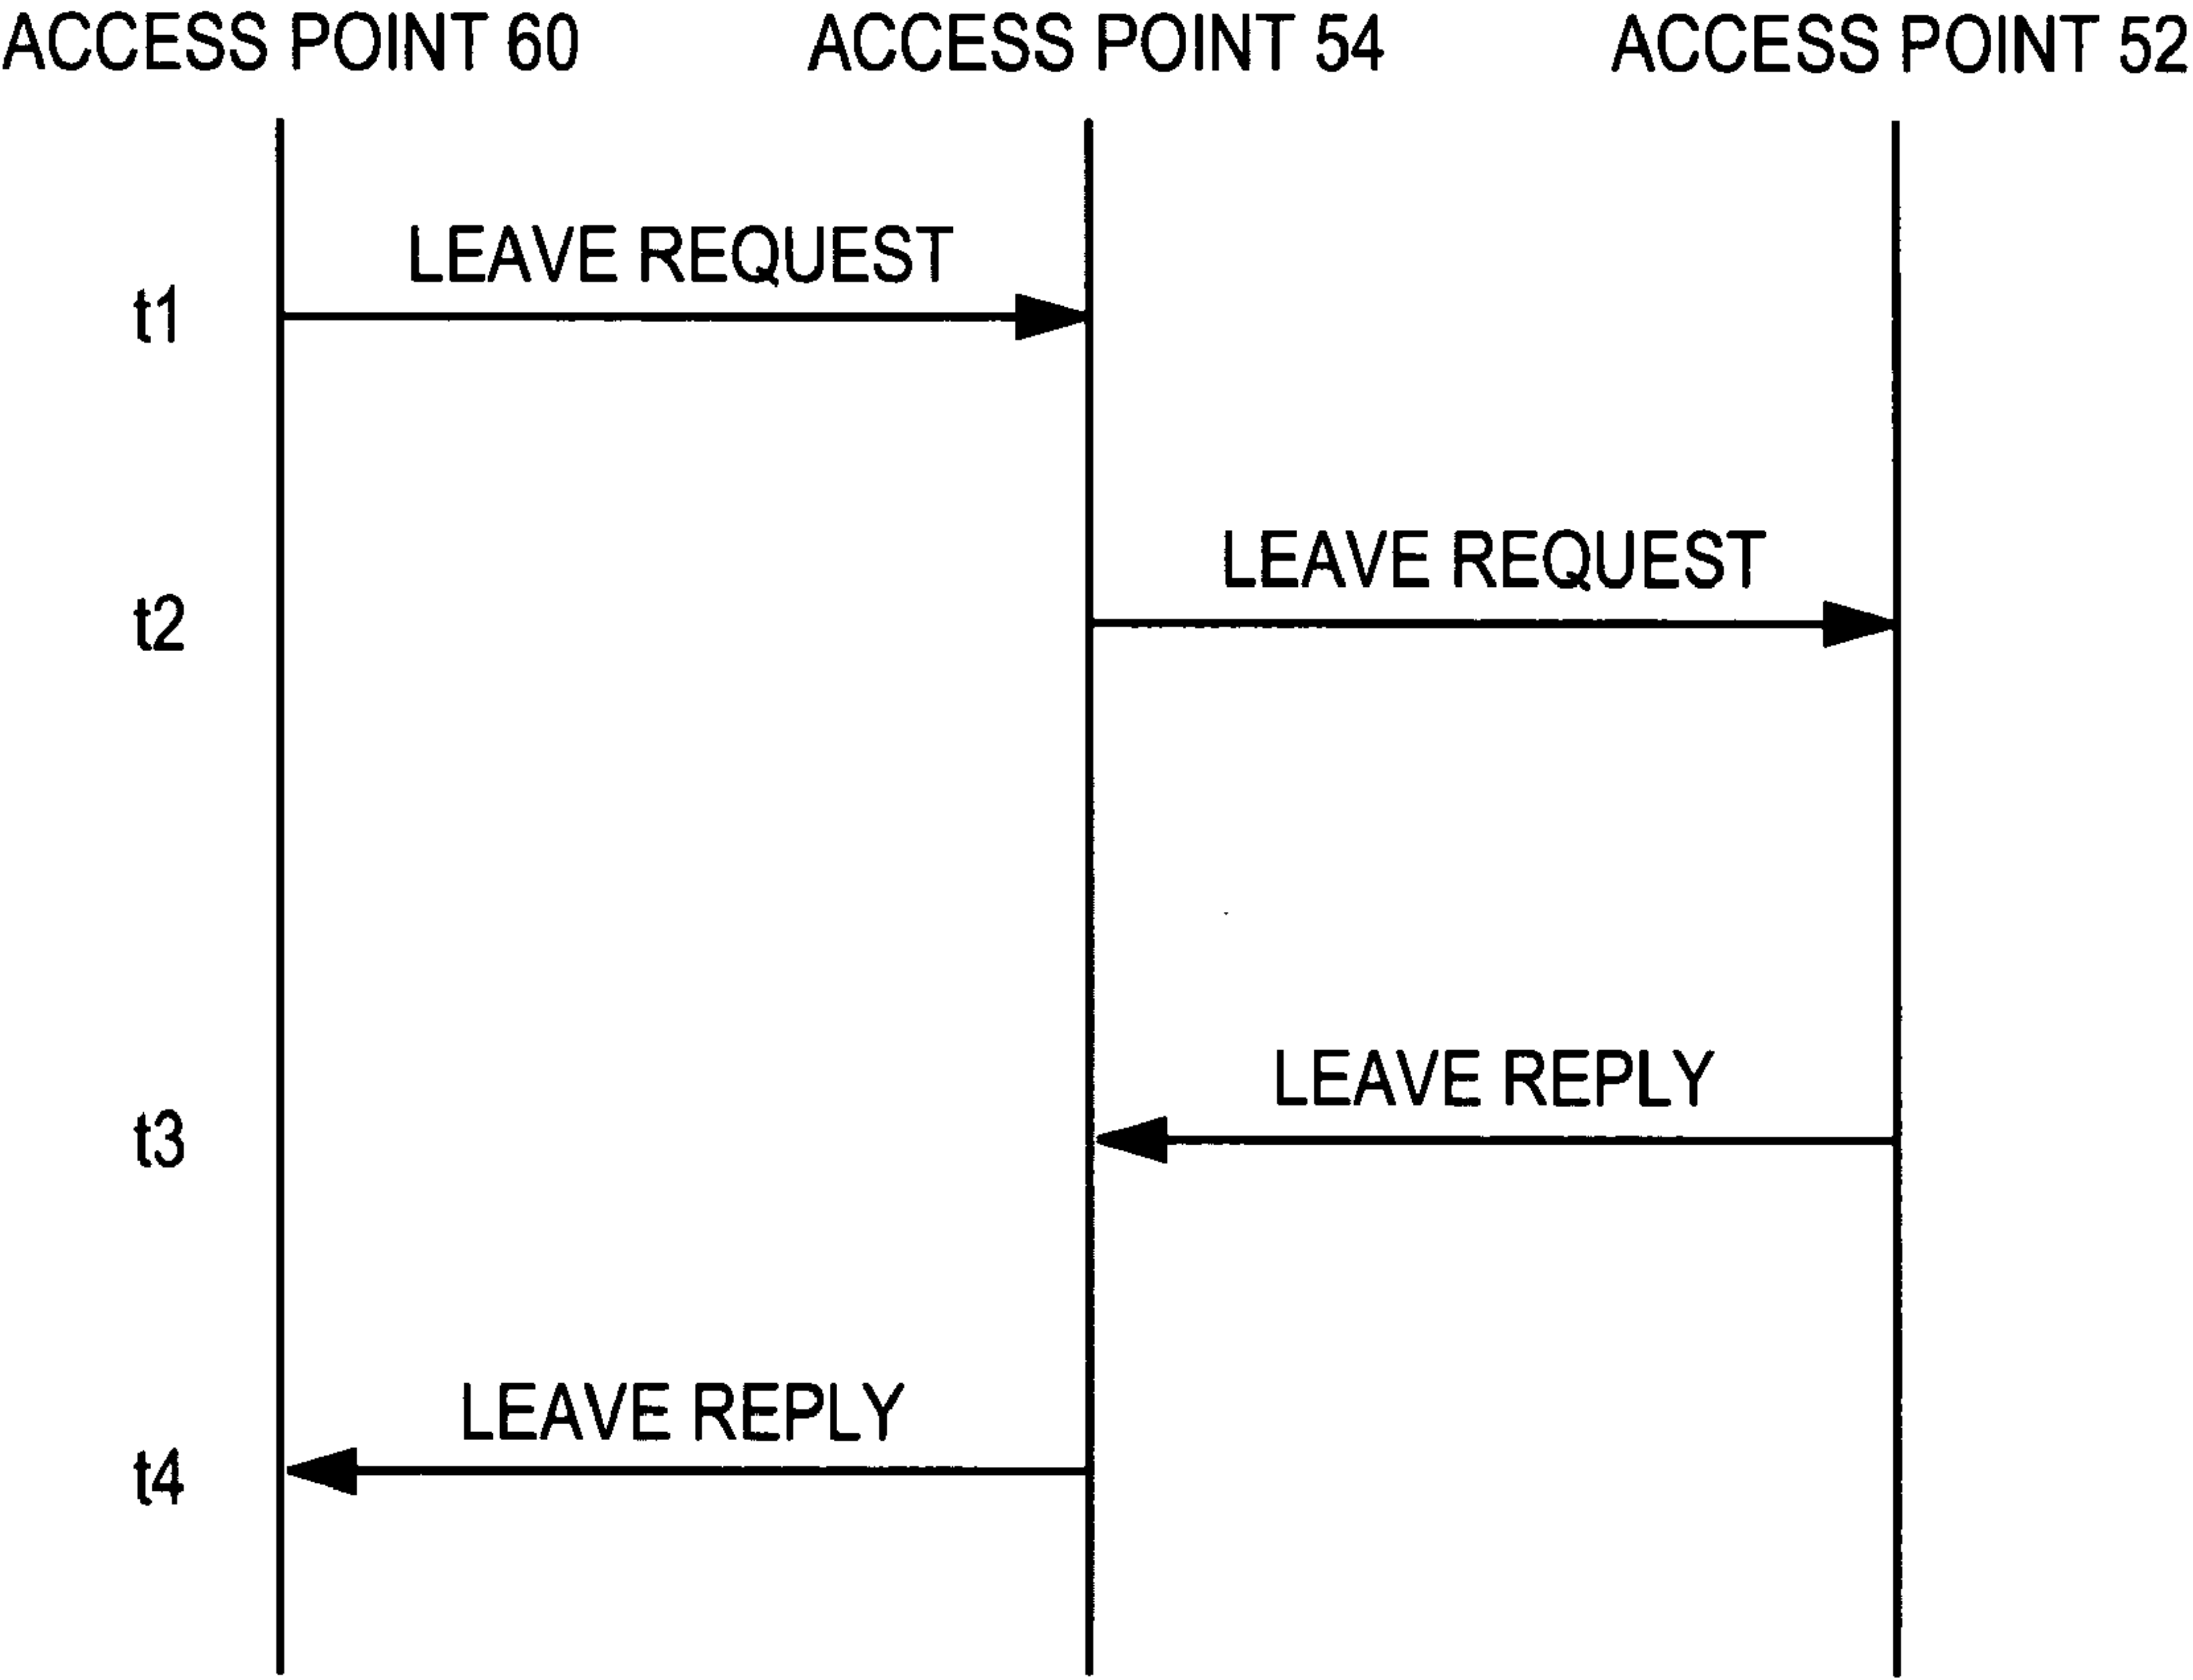 ACCESS POINT 60 ACCESS POINT 54 ACCESS POINT 52
LEAVE REQUEST
t1
LEAVE REQUEST
t2
LEAVE REPLY
t3
LEAVE REPLY
t4